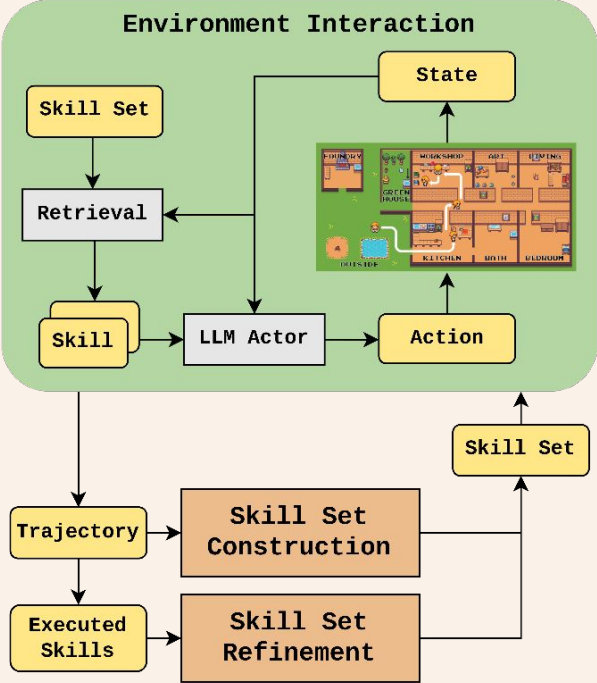 Environment Interaction
State
Skill Set
FOUNDRY
WORKSHOP
ART
LIVING
GREEN
HOUSE
Retrieval
OUTSIDE
KITCHEN
BATH
BEDROOM
Skill
LLM Actor
Action
Skill Set
Trajectory
Skill Set
Construction
Executed
Skills
Skill Set
Refinement